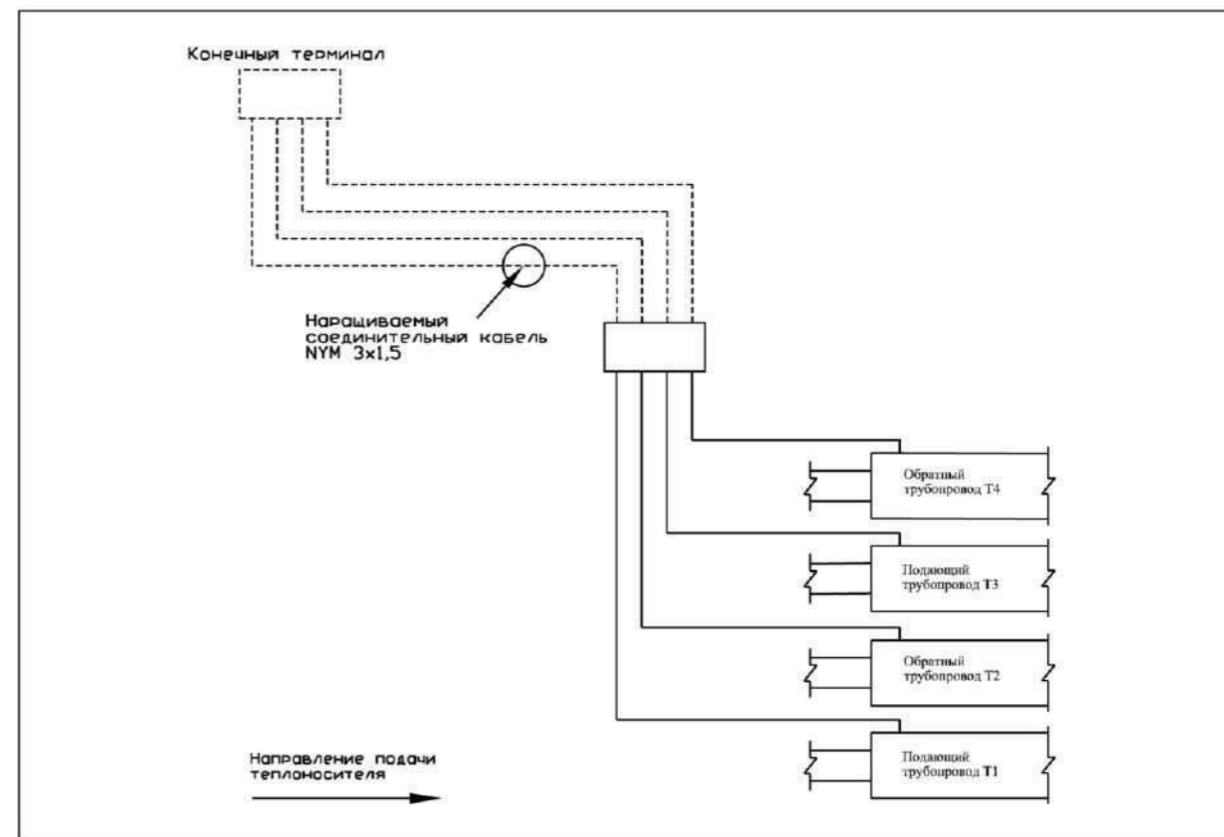 Конечный терминал
Наращиваемый
соединительный кабель
NYM 3x1,5
Обратный
трубопровод Т4
Подающий
трубопровод Т3
Обратный
трубопровод Т2
Подающий
трубопровод Т1
Направление подачи
теплоносителя